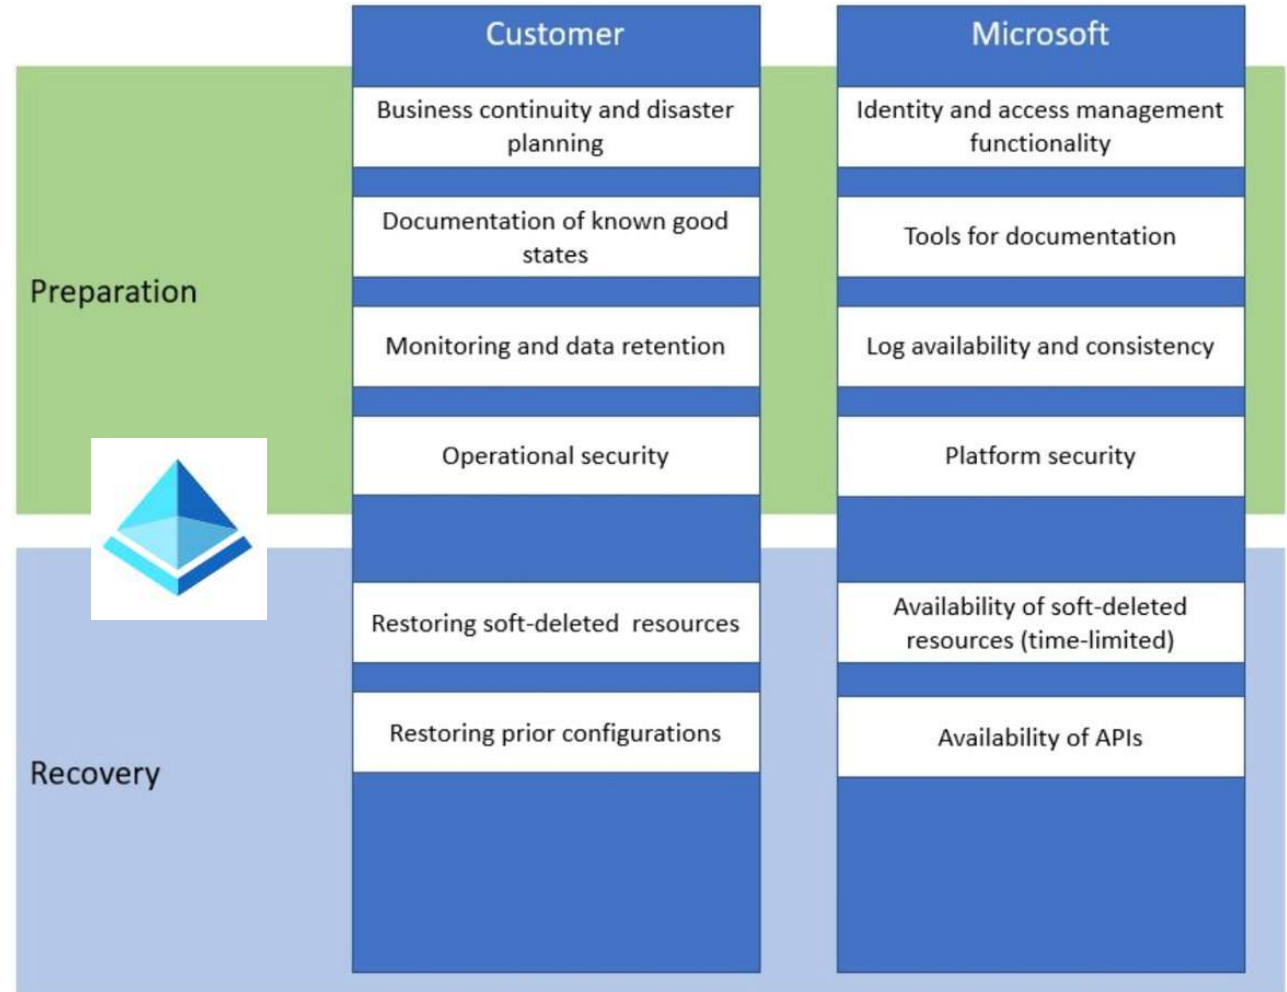 Customer
Microsoft
Preparation
Business continuity and disaster
planning
Identity and access management
functionality
Documentation of known good
states
Tools for documentation
Monitoring and data retention
Log availability and consistency
Operational security
Platform security
Recovery
Restoring soft-deleted resources
Availability of soft-deleted
resources (time-limited)
Restoring prior configurations
Availability of APIs